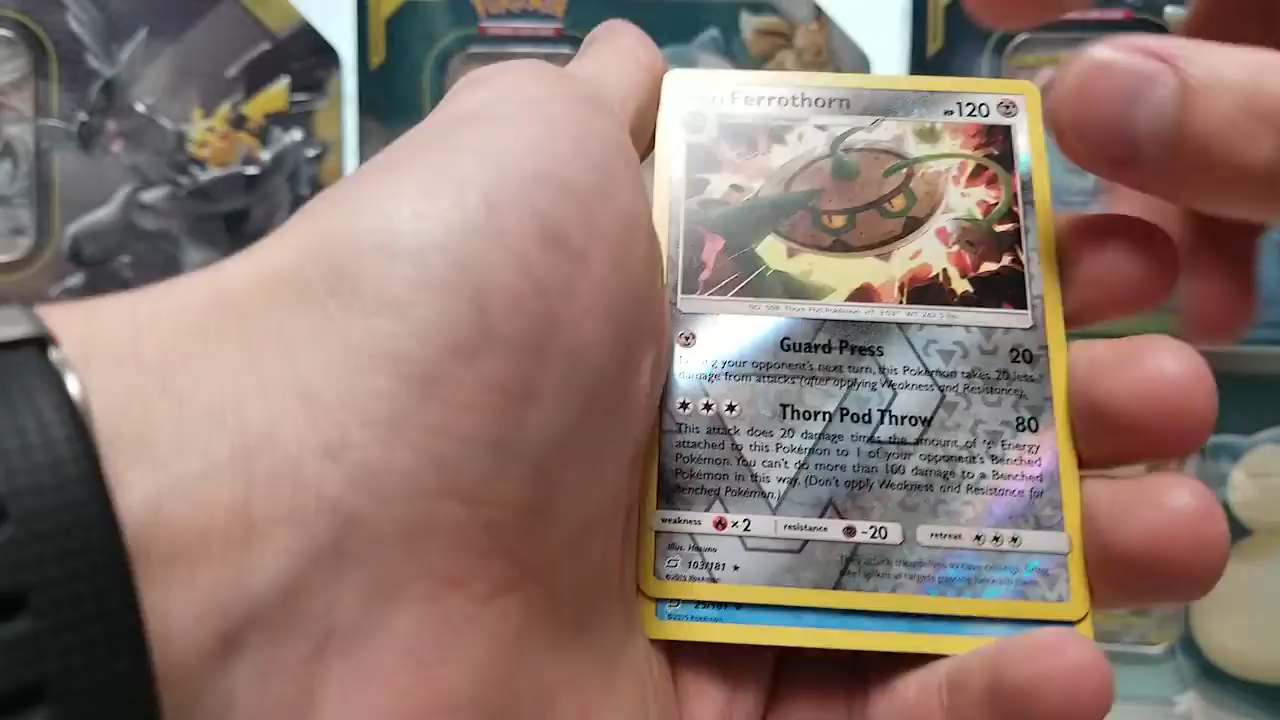 POKÉMON
Ferrothorn
HP120
Guard Press 20
your opponent's next turn, this Pokémon takes 20 less
damage from attacks (after applying Weakness and Resistance).
Thorn Pod Throw 80
This attack does 20 damage times the amount of Energy
attached to this Pokémon to 1 of your opponent's Benched
Pokémon. You can't do more than 100 damage to a Benched
Pokémon in this way. (Don't apply Weakness and Resistance for
Benched Pokémon.)
weakness ×2 resistance -20 retreat
Illus. Hasuno
103/181